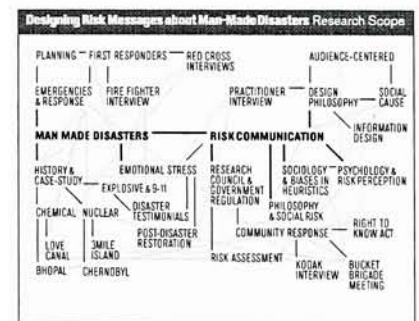 Designing Risk Messages about Man-Made Disasters Research Scope
PLANNING
FIRST RESPONDERS
RED CROSS
INTERVIEWS
AUDIENCE-CENTERED
EMERGENCIES
& RESPONSE
FIRE FIGHTER
INTERVIEW
PRACTITIONER
INTERVIEW
DESIGN
PHILOSOPHY
SOCIAL
CAUSE
INFORMATION
DESIGN
MAN MADE DISASTERS
RISK COMMUNICATION
HISTORY &
CASE-STUDY
EMOTIONAL STRESS
RESEARCH
COUNCIL &
GOVERNMENT
REGULATION
SOCIOLOGY
& BIASES IN
HEURISTICS
PSYCHOLOGY &
RISK PERCEPTION
EXPLOSIVE & 9-11
CHEMICAL
NUCLEAR
DISASTER
TESTIMONIALS
PHILOSOPHY
& SOCIAL RISK
POST-DISASTER
RESTORATION
COMMUNITY RESPONSE
RIGHT TO
KNOW ACT
LOVE
CANAL
3MILE
ISLAND
RISK ASSESSMENT
KODAK
INTERVIEW
BUCKET
BRIGADE
MEETING
BHOPAL
CHERNOBYL